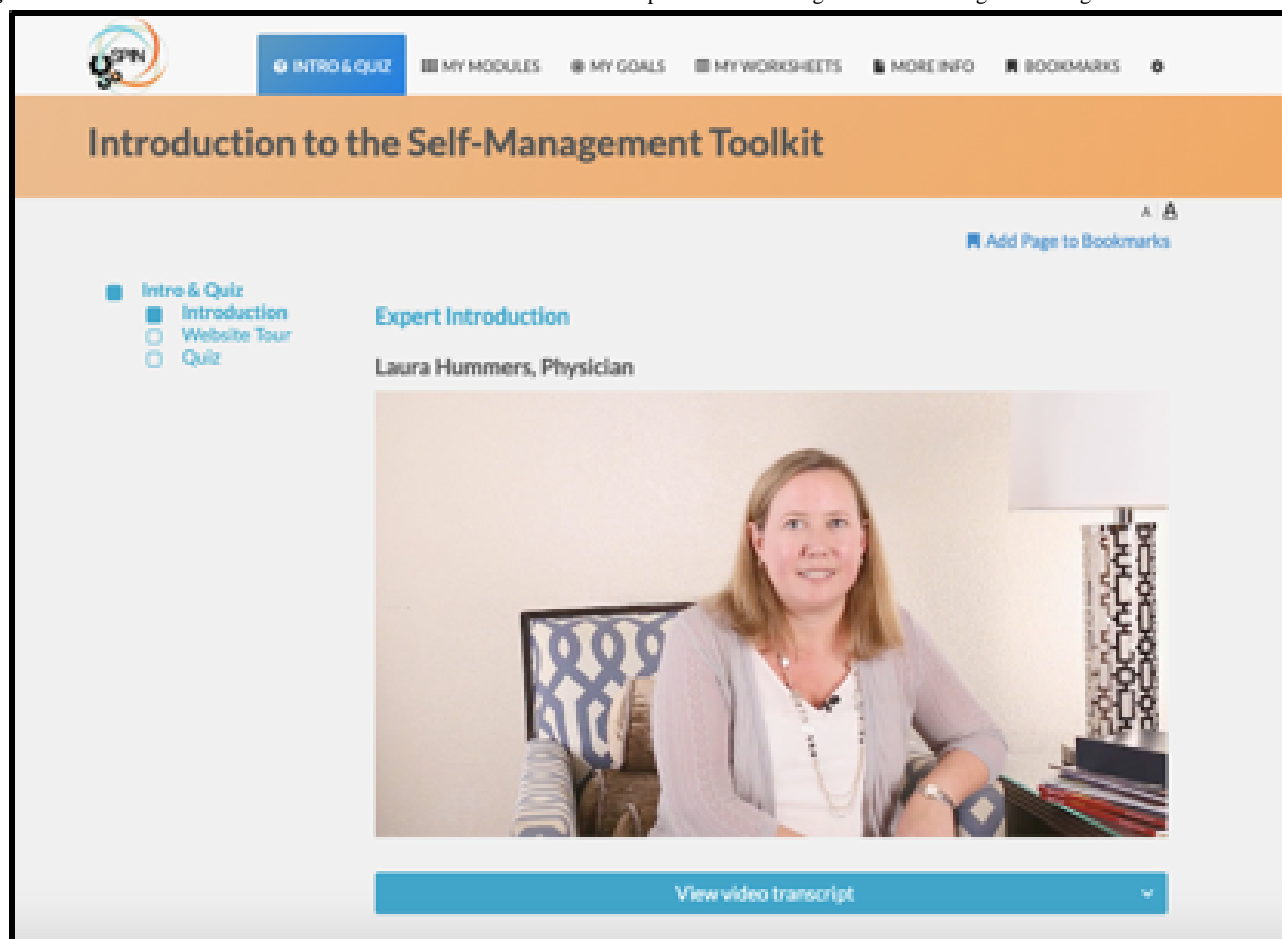 SPIN
INTRO & QUIZ MY MODULES MY GOALS MY WORKSHEETS MORE INFO BOOKMARKS
Introduction to the Self-Management Toolkit
A A
Add Page to Bookmarks
Intro & Quiz
Introduction
Website Tour
Quiz
Expert Introduction
Laura Hummers, Physician
View video transcript